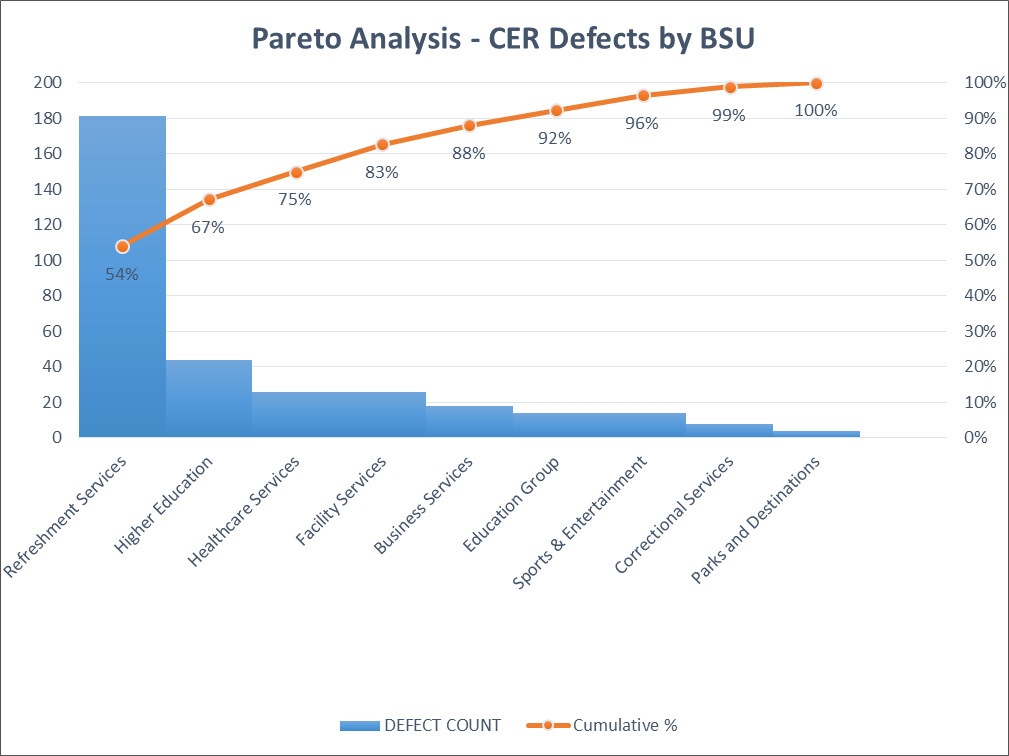 Pareto Analysis - CER Defects by BSU
200
180
160
140
120
100
80
60
40
20
0
100%
90%
80%
70%
60%
50%
40%
30%
20%
10%
0%
54%
67%
75%
83%
88%
92%
96%
99%
100%
Refreshment Services
Higher Education
Healthcare Services
Facility Services
Business Services
Education Group
Sports & Entertainment
Correctional Services
Parks and Destinations
DEFECT COUNT
Cumulative %